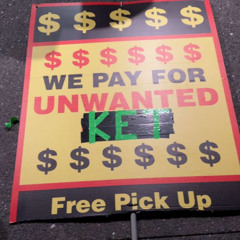 $ $ $ $ $
$ $ $ $ $ $
WE PAY FOR
UNWANTED
KET
$ $ $ $ $ $
Free Pick Up